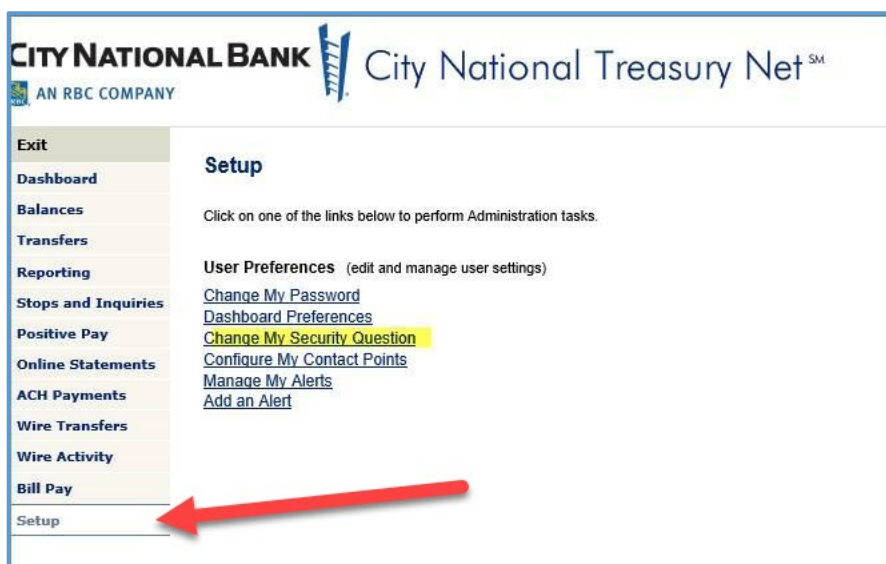 CITY NATIONAL BANK
AN RBC COMPANY
City National Treasury Net SM
Exit
Dashboard
Balances
Transfers
Reporting
Stops and Inquiries
Positive Pay
Online Statements
ACH Payments
Wire Transfers
Wire Activity
Bill Pay
Setup
Setup
Click on one of the links below to perform Administration tasks.
User Preferences (edit and manage user settings)
Change My Password
Dashboard Preferences
Change My Security Question
Configure My Contact Points
Manage My Alerts
Add an Alert